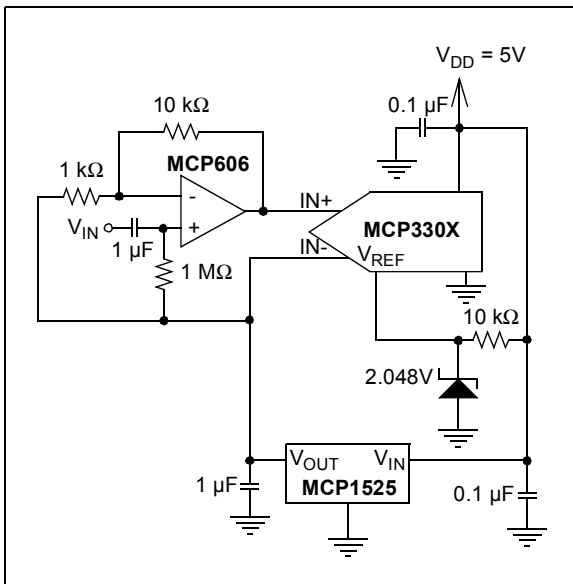 V_DD = 5V
0.1 µF
10 kΩ
MCP606
1 kΩ
-
+
V_IN
1 µF
1 MΩ
IN+
IN-
MCP330X
V_REF
10 kΩ
2.048V
V_OUT
V_IN
MCP1525
1 µF
0.1 µF